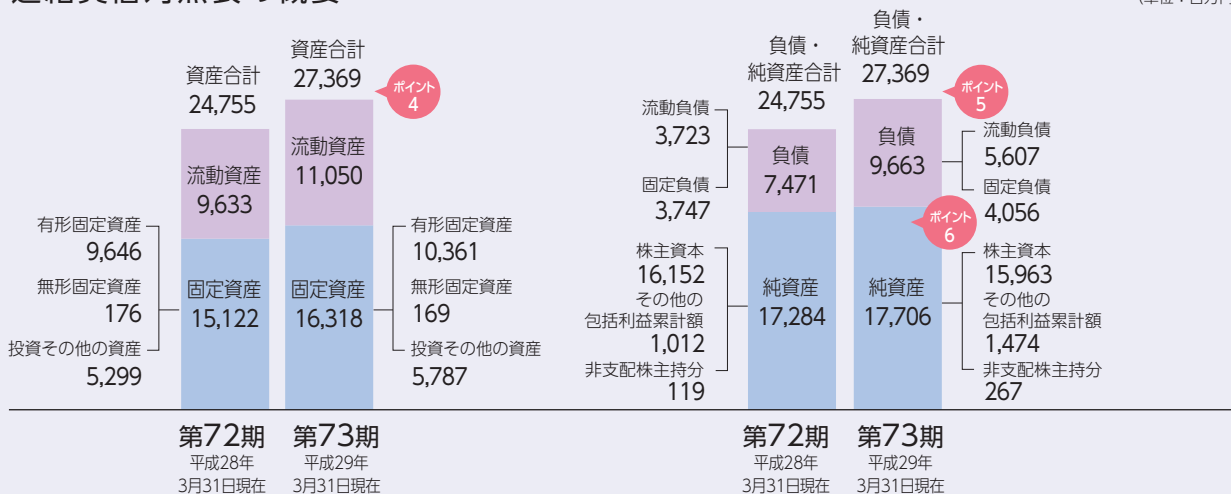 資産合計
24,755
流動資産
9,633
固定資産
15,122
有形固定資産
9,646
無形固定資産
176
投資その他の資産
5,299
資産合計
27,369
ポイント
4
流動資産
11,050
固定資産
16,318
有形固定資産
10,361
無形固定資産
169
投資その他の資産
5,787
第72期
平成28年
3月31日現在
第73期
平成29年
3月31日現在
負債・
純資産合計
24,755
流動負債
3,723
固定負債
3,747
負債
7,471
株主資本
16,152
その他の
包括利益累計額
1,012
非支配株主持分
119
純資産
17,284
負債・
純資産合計
27,369
ポイント
5
負債
9,663
流動負債
5,607
固定負債
4,056
ポイント
6
純資産
17,706
株主資本
15,963
その他の
包括利益累計額
1,474
非支配株主持分
267
第72期
平成28年
3月31日現在
第73期
平成29年
3月31日現在